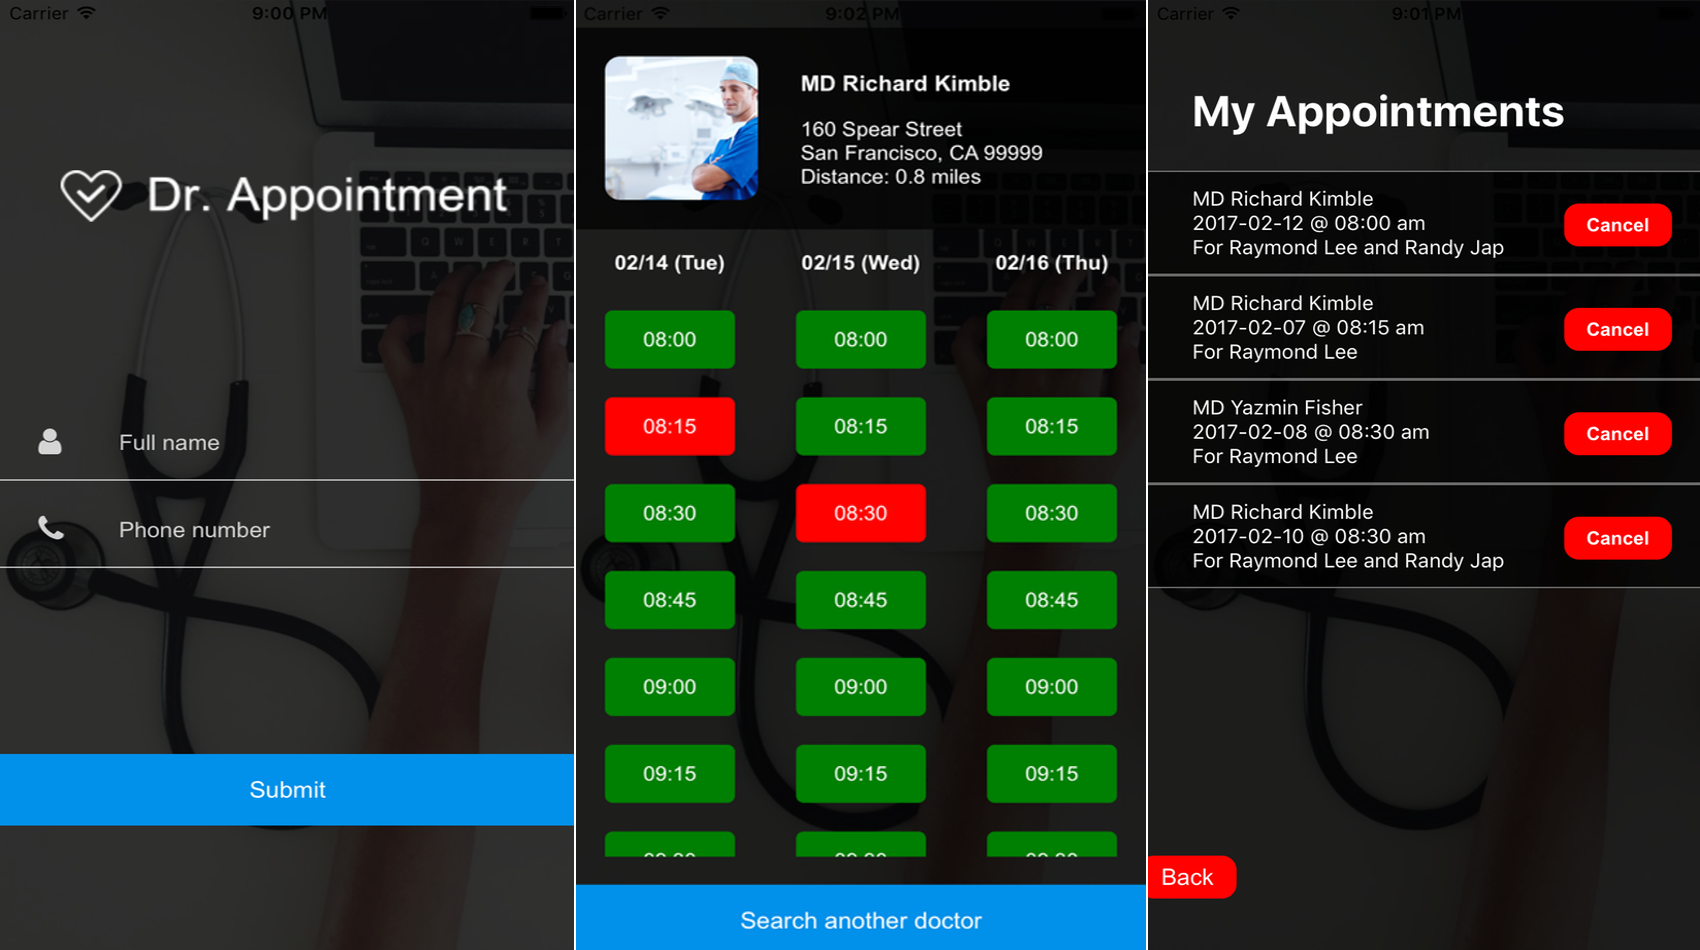 Carrier 9:00 PM
Dr. Appointment
Full name
Phone number
Submit
Carrier 9:02 PM
MD Richard Kimble
160 Spear Street
San Francisco, CA 99999
Distance: 0.8 miles
02/14 (Tue) 02/15 (Wed) 02/16 (Thu)
08:00 08:00 08:00
08:15 08:15 08:15
08:30 08:30 08:30
08:45 08:45 08:45
09:00 09:00 09:00
09:15 09:15 09:15
Search another doctor
Carrier 9:01 PM
My Appointments
MD Richard Kimble
2017-02-12 @ 08:00 am
For Raymond Lee and Randy Jap
Cancel
MD Richard Kimble
2017-02-07 @ 08:15 am
For Raymond Lee
Cancel
MD Yazmin Fisher
2017-02-08 @ 08:30 am
For Raymond Lee
Cancel
MD Richard Kimble
2017-02-10 @ 08:30 am
For Raymond Lee and Randy Jap
Cancel
Back